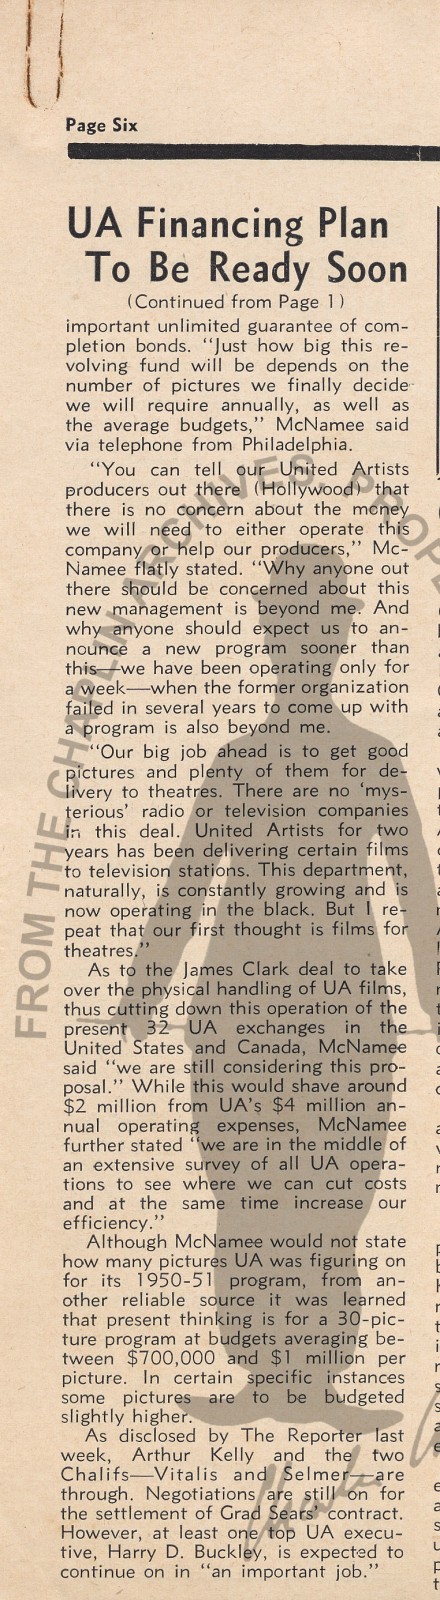 Page Six
UA Financing Plan
To Be Ready Soon
(Continued from Page 1)
important unlimited guarantee of com-
pletion bonds. "Just how big this re-
volving fund will be depends on the
number of pictures we finally decide
we will require annually, as well as
the average budgets," McNamee said
via telephone from Philadelphia.
"You can tell our United Artists
producers out there (Hollywood) that
there is no concern about the money
we will need to either operate this
company or help our producers," Mc-
Namee flatly stated. "Why anyone out
there should be concerned about this
new management is beyond me. And
why anyone should expect us to an-
nounce a new program sooner than
this—we have been operating only for
a week—when the former organization
failed in several years to come up with
a program is also beyond me.
"Our big job ahead is to get good
pictures and plenty of them for de-
livery to theatres. There are no 'mys-
terious' radio or television companies
in this deal. United Artists for two
years has been delivering certain films
to television stations. This department,
naturally, is constantly growing and is
now operating in the black. But I re-
peat that our first thought is films for
theatres."
As to the James Clark deal to take
over the physical handling of UA films,
thus cutting down this operation of the
present 32 UA exchanges in the
United States and Canada, McNamee
said "we are still considering this pro-
posal." While this would shave around
$2 million from UA's $4 million an-
nual operating expenses, McNamee
further stated "we are in the middle of
an extensive survey of all UA opera-
tions to see where we can cut costs
and at the same time increase our
efficiency."
Although McNamee would not state
how many pictures UA was figuring on
for its 1950-51 program, from an-
other reliable source it was learned
that present thinking is for a 30-pic-
ture program at budgets averaging be-
tween $700,000 and $1 million per
picture. In certain specific instances
some pictures are to be budgeted
slightly higher.
As disclosed by The Reporter last
week, Arthur Kelly and the two
Chalifs—Vitalis and Selmer—are
through. Negotiations are still on for
the settlement of Grad Sears' contract.
However, at least one top UA execu-
tive, Harry D. Buckley, is expected to
continue on in "an important job."
FROM THE CHAPLIN ARCHIVES. PROPE